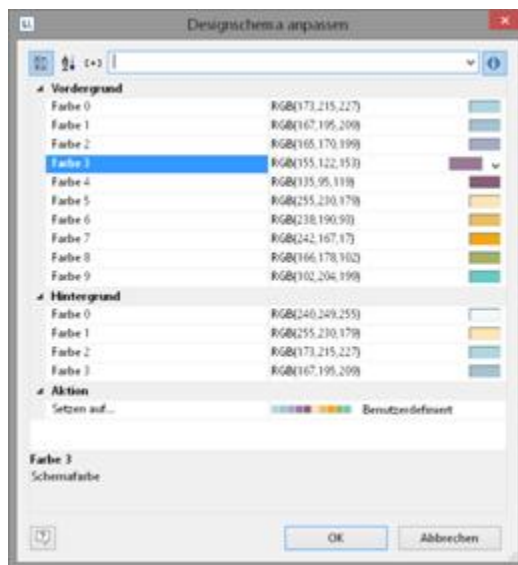 Designschema anpassen
Vordergrund
Farbe 0 RGB(173,215,227)
Farbe 1 RGB(167,195,209)
Farbe 2 RGB(165,170,199)
Farbe 3 RGB(155,122,153)
Farbe 4 RGB(135,95,119)
Farbe 5 RGB(255,230,179)
Farbe 6 RGB(238,190,93)
Farbe 7 RGB(242,167,17)
Farbe 8 RGB(166,178,102)
Farbe 9 RGB(102,204,199)
Hintergrund
Farbe 0 RGB(240,249,255)
Farbe 1 RGB(255,230,179)
Farbe 2 RGB(173,215,227)
Farbe 3 RGB(167,195,209)
Aktion
Setzen auf... Benutzerdefiniert
Farbe 3
Schemafarbe
OK Abbrechen